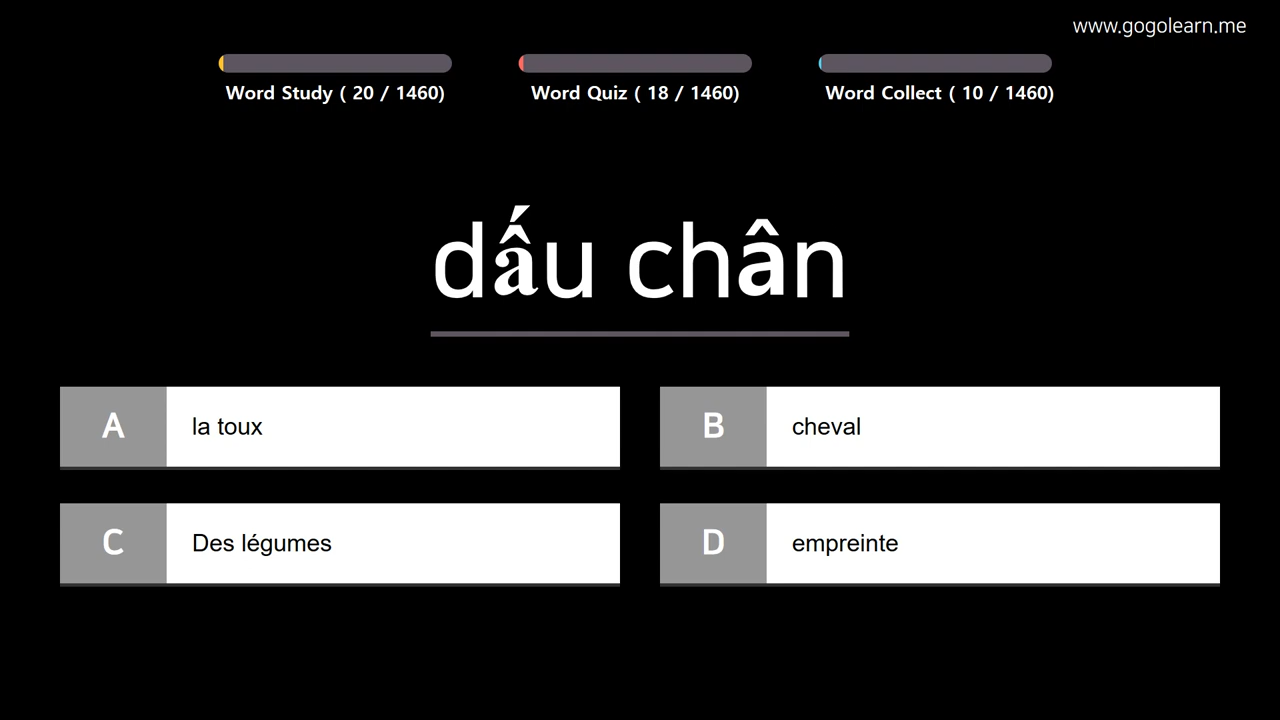 www.gogolearn.me
Word Study ( 20 / 1460)
Word Quiz ( 18 / 1460)
Word Collect ( 10 / 1460)
dấu chân
A la toux
B cheval
C Des légumes
D empreinte